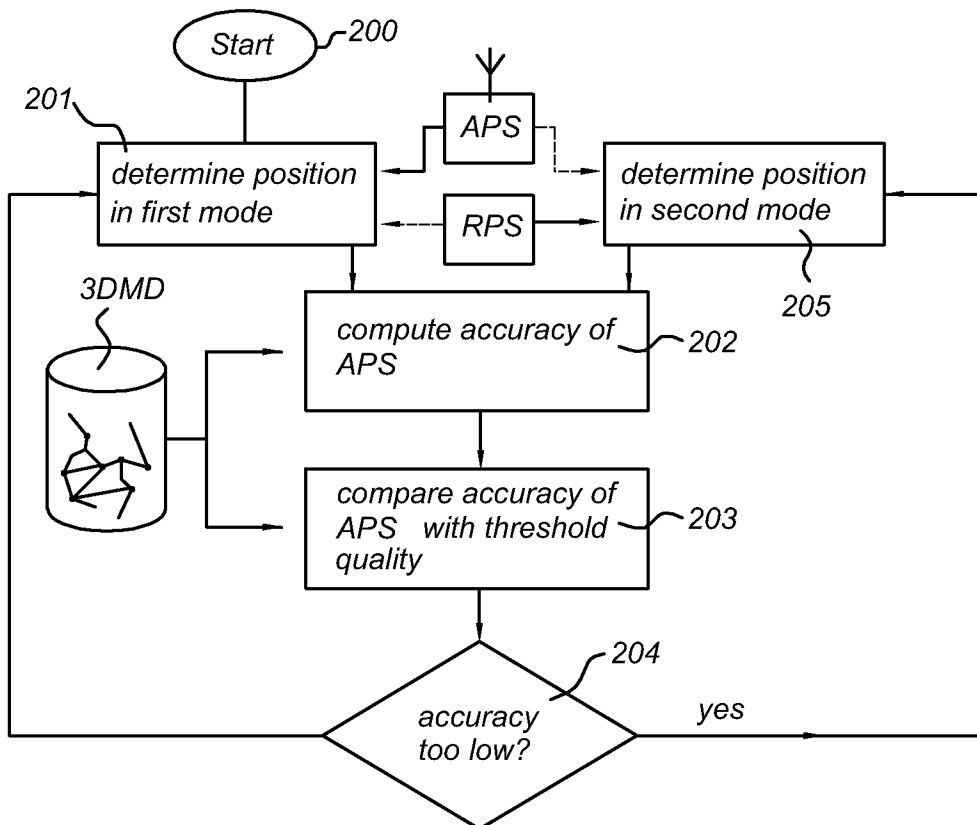 Start
200
201
APS
determine position
in first mode
determine position
in second mode
RPS
205
3DMD
compute accuracy of
APS
202
compare accuracy of
APS with threshold
quality
203
204
accuracy
too low?
yes